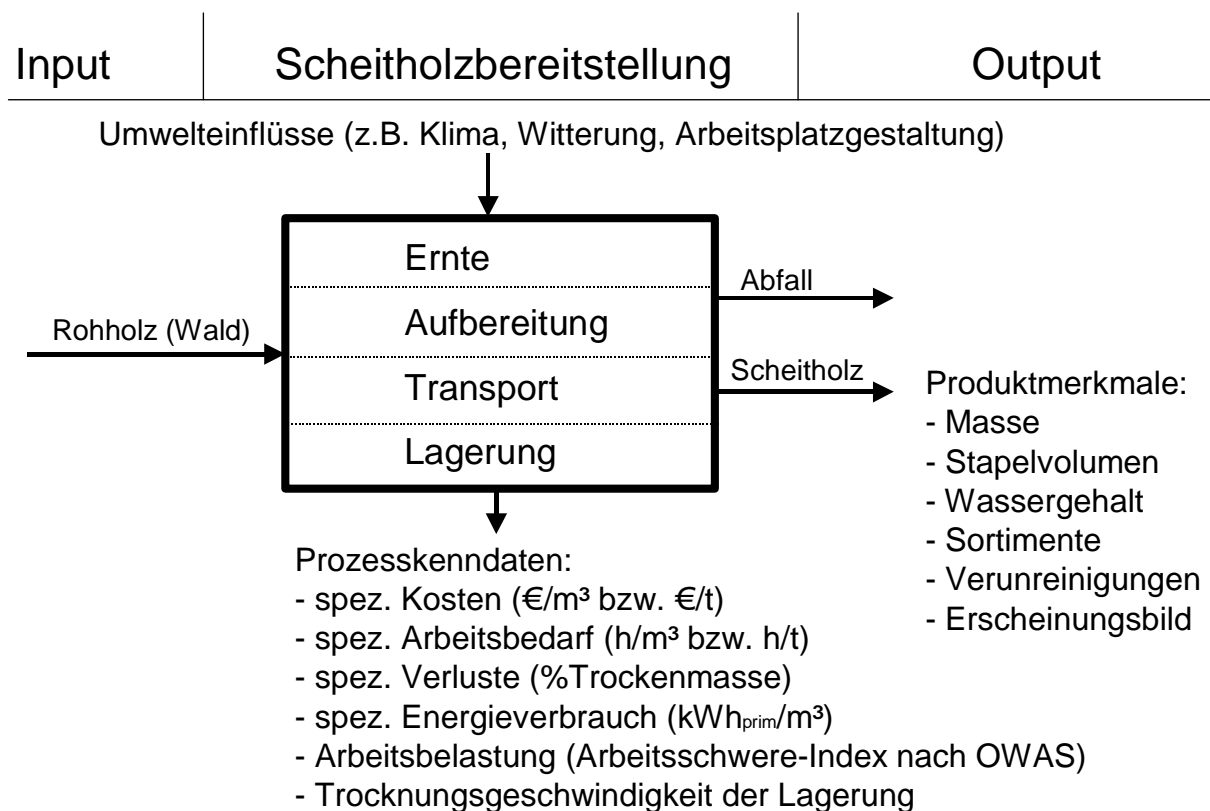 Input
Scheitholzbereitstellung
Output
Umwelteinflüsse (z.B. Klima, Witterung, Arbeitsplatzgestaltung)
Ernte
Aufbereitung
Transport
Lagerung
Rohholz (Wald)
Abfall
Scheitholz
Produktmerkmale:
- Masse
- Stapelvolumen
- Wassergehalt
- Sortimente
- Verunreinigungen
- Erscheinungsbild
Prozesskenndaten:
- spez. Kosten (€/m³ bzw. €/t)
- spez. Arbeitsbedarf (h/m³ bzw. h/t)
- spez. Verluste (%Trockenmasse)
- spez. Energieverbrauch (kWhprim/m³)
- Arbeitsbelastung (Arbeitsschwere-Index nach OWAS)
- Trocknungsgeschwindigkeit der Lagerung